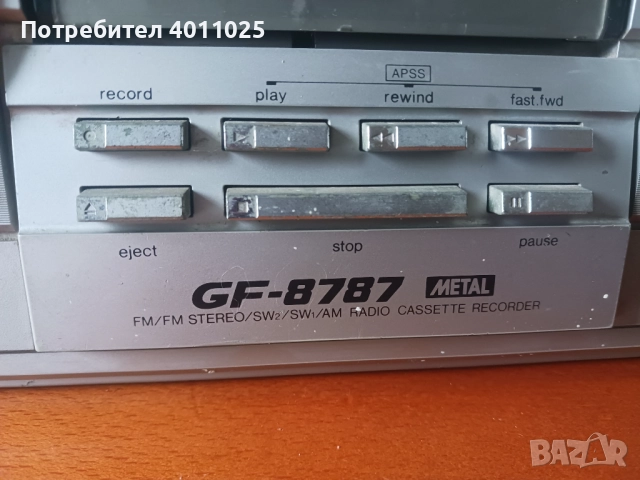 Потребител 4011025
APSS
record play rewind fast.fwd
eject stop pause
GF-8787 METAL
FM/FM STEREO/SW2/SW1/AM RADIO CASSETTE RECORDER
BAZAR